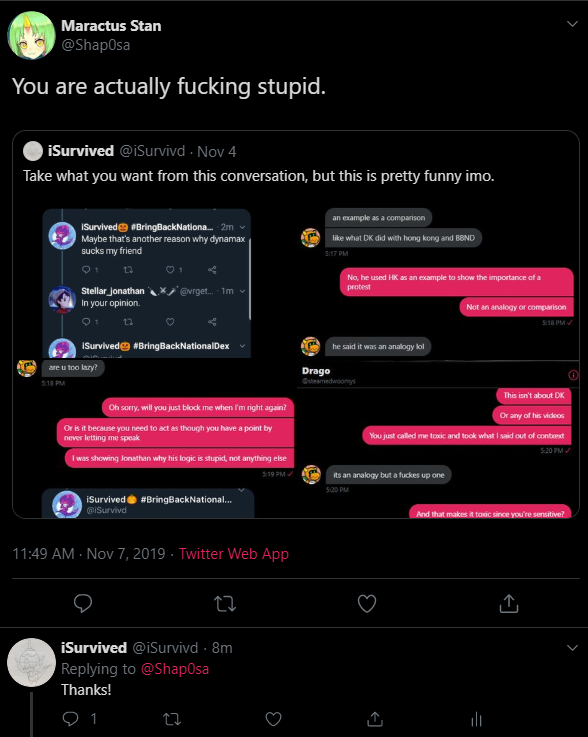 Maractus Stan
@Shap0sa
You are actually fucking stupid.
iSurvived @iSurvivd · Nov 4
Take what you want from this conversation, but this is pretty funny imo.
iSurvived🎃 #BringBackNationa... · 2m
Maybe that's another reason why dynamax
sucks my friend
1
1
Stellar_jonathan @vrget... · 1m
In your opinion.
1
iSurvived🎃 #BringBackNationalDex
@iSurvivd
an example as a comparison
like what DK did with hong kong and BBND
5:17 PM
No, he used HK as an example to show the importance of a
protest
Not an analogy or comparison
5:18 PM ✓
he said it was an analogy lol
are u too lazy?
5:18 PM
Oh sorry, will you just block me when I'm right again?
Or is it because you need to act as though you have a point by
never letting me speak
I was showing Jonathan why his logic is stupid, not anything else
5:19 PM ✓
iSurvived🎃 #BringBackNational...
@iSurvivd
Drago
@steamedwoomys
This isn't about DK
Or any of his videos
You just called me toxic and took what I said out of context
5:20 PM ✓
its an analogy but a fuckes up one
5:20 PM
And that makes it toxic since you're sensitive?
11:49 AM · Nov 7, 2019 · Twitter Web App
iSurvived @iSurvivd · 8m
Replying to @Shap0sa
Thanks!
1